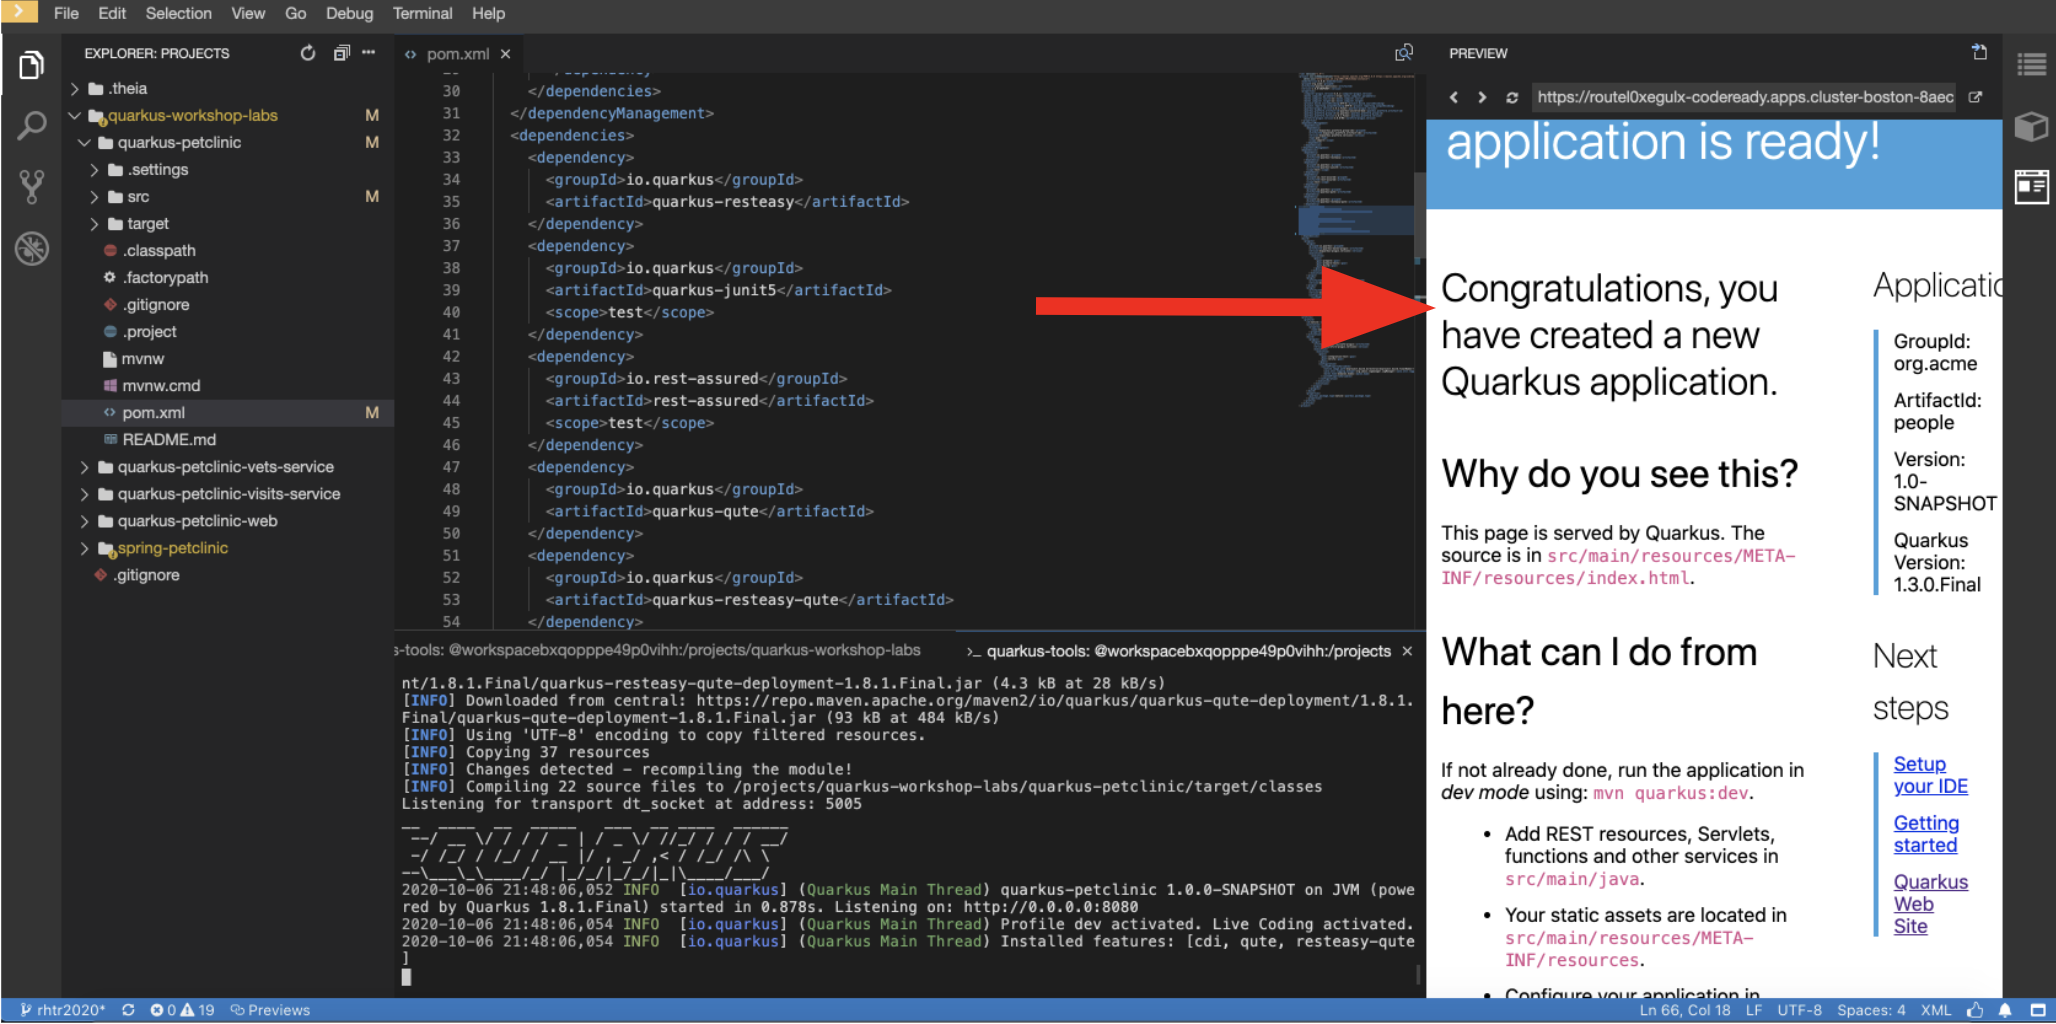 File Edit Selection View Go Debug Terminal Help
EXPLORER: PROJECTS
.theia
quarkus-workshop-labs M
quarkus-petclinic M
.settings
src M
target
.classpath
.factorypath
.gitignore
.project
mvnw
mvnw.cmd
pom.xml M
README.md
quarkus-petclinic-vets-service
quarkus-petclinic-visits-service
quarkus-petclinic-web
spring-petclinic
.gitignore
pom.xml
30 </dependencies>
31 </dependencyManagement>
32 <dependencies>
33 <dependency>
34 <groupId>io.quarkus</groupId>
35 <artifactId>quarkus-resteasy</artifactId>
36 </dependency>
37 <dependency>
38 <groupId>io.quarkus</groupId>
39 <artifactId>quarkus-junit5</artifactId>
40 <scope>test</scope>
41 </dependency>
42 <dependency>
43 <groupId>io.rest-assured</groupId>
44 <artifactId>rest-assured</artifactId>
45 <scope>test</scope>
46 </dependency>
47 <dependency>
48 <groupId>io.quarkus</groupId>
49 <artifactId>quarkus-qute</artifactId>
50 </dependency>
51 <dependency>
52 <groupId>io.quarkus</groupId>
53 <artifactId>quarkus-resteasy-qute</artifactId>
54 </dependency>
s-tools: @workspacebxqopppe49p0vihh:/projects/quarkus-workshop-labs
>_ quarkus-tools: @workspacebxqopppe49p0vihh:/projects
nt/1.8.1.Final/quarkus-resteasy-qute-deployment-1.8.1.Final.jar (4.3 kB at 28 kB/s)
[INFO] Downloaded from central: https://repo.maven.apache.org/maven2/io/quarkus/quarkus-qute-deployment/1.8.1.
Final/quarkus-qute-deployment-1.8.1.Final.jar (93 kB at 484 kB/s)
[INFO] Using 'UTF-8' encoding to copy filtered resources.
[INFO] Copying 37 resources
[INFO] Changes detected - recompiling the module!
[INFO] Compiling 22 source files to /projects/quarkus-workshop-labs/quarkus-petclinic/target/classes
Listening for transport dt_socket at address: 5005
QUARKUS
2020-10-06 21:48:06,052 INFO [io.quarkus] (Quarkus Main Thread) quarkus-petclinic 1.0.0-SNAPSHOT on JVM (powe
red by Quarkus 1.8.1.Final) started in 0.878s. Listening on: http://0.0.0.0:8080
2020-10-06 21:48:06,054 INFO [io.quarkus] (Quarkus Main Thread) Profile dev activated. Live Coding activated.
2020-10-06 21:48:06,054 INFO [io.quarkus] (Quarkus Main Thread) Installed features: [cdi, qute, resteasy-qute
]
PREVIEW
https://routel0xegulx-codeready.apps.cluster-boston-8aec
application is ready!
Congratulations, you
have created a new
Quarkus application.
Why do you see this?
This page is served by Quarkus. The
source is in src/main/resources/META-
INF/resources/index.html.
What can I do from
here?
If not already done, run the application in
dev mode using: mvn quarkus:dev.
• Add REST resources, Servlets,
functions and other services in
src/main/java.
• Your static assets are located in
src/main/resources/META-
INF/resources.
• Configure your application in
Applicatio
GroupId:
org.acme
ArtifactId:
people
Version:
1.0-
SNAPSHOT
Quarkus
Version:
1.3.0.Final
Next
steps
Setup
your IDE
Getting
started
Quarkus
Web
Site
rhtr2020* 0 19 Previews
Ln 66, Col 18 LF UTF-8 Spaces: 4 XML